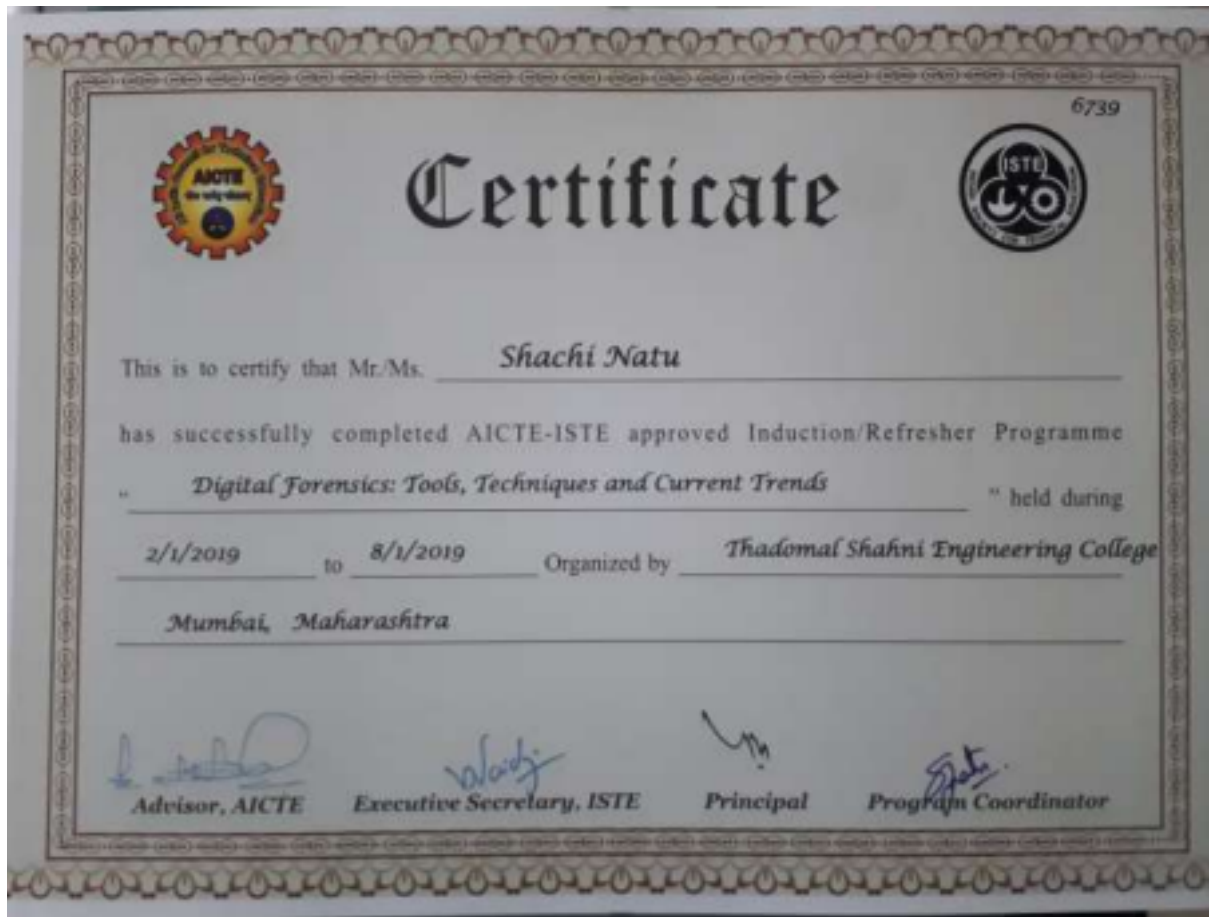 6739
AICTE
ISTE
Certificate
This is to certify that Mr./Ms. Shachi Natu
has successfully completed AICTE-ISTE approved Induction/Refresher Programme
" Digital Forensics: Tools, Techniques and Current Trends " held during
2/1/2019 to 8/1/2019 Organized by Thadomal Shahni Engineering College
Mumbai, Maharashtra
Advisor, AICTE Executive Secretary, ISTE Principal Program Coordinator